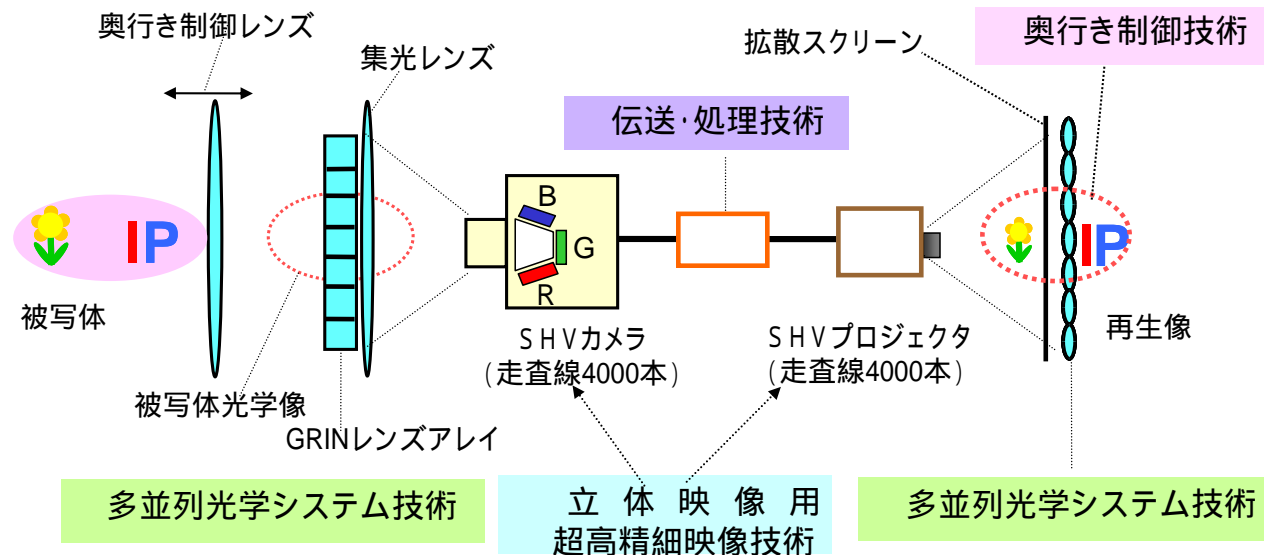 奥行き制御レンズ
集光レンズ
拡散スクリーン
奥行き制御技術
伝送・処理技術
B
G
R
IP
IP
被写体
再生像
SHVカメラ
(走査線4000本)
SHVプロジェクタ
(走査線4000本)
被写体光学像
GRINレンズアレイ
多並列光学システム技術
立体映像用
超高精細映像技術
多並列光学システム技術